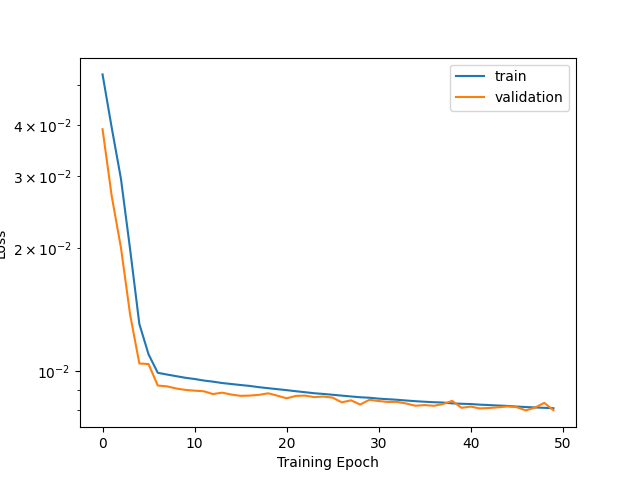 train
validation
4 × 10⁻²
3 × 10⁻²
2 × 10⁻²
10⁻²
Loss
0 10 20 30 40 50
Training Epoch